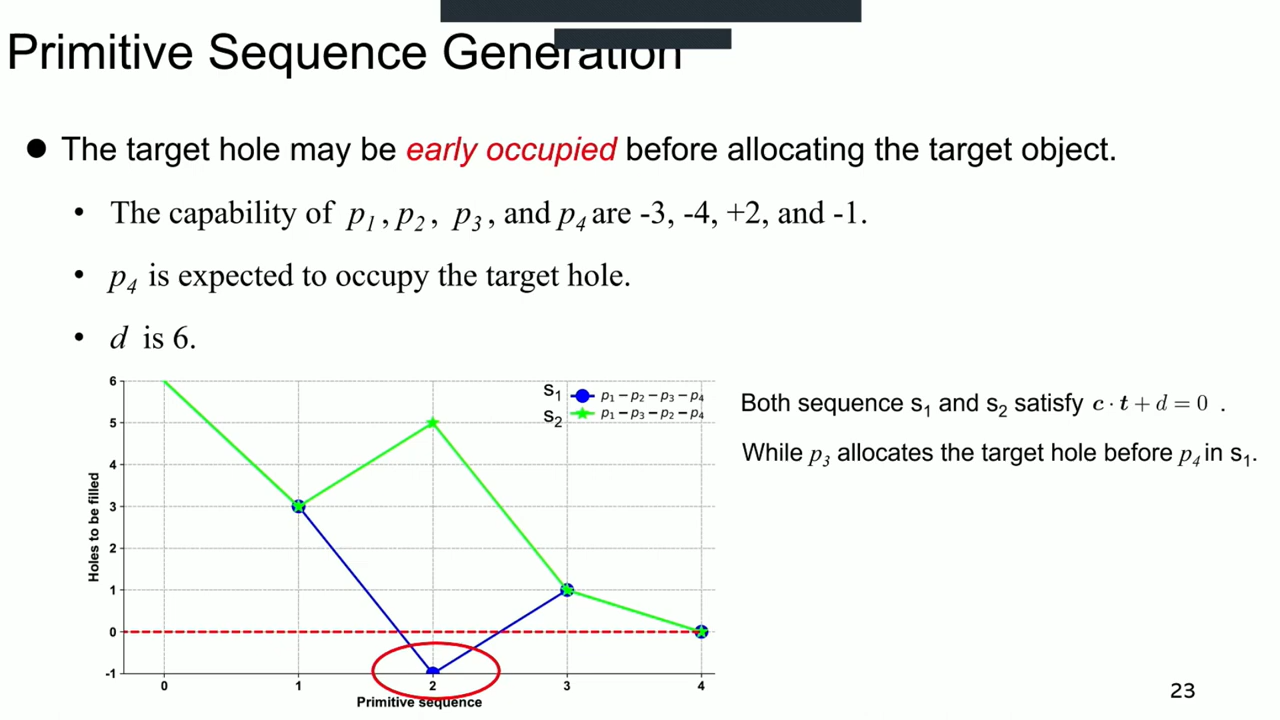 Primitive Sequence Generation
● The target hole may be early occupied before allocating the target object.
• The capability of p1, p2, p3, and p4 are -3, -4, +2, and -1.
• p4 is expected to occupy the target hole.
• d is 6.
S1 p1−p2−p3−p4
S2 p1−p3−p2−p4
6
5
4
3
2
1
0
-1
Holes to be filled
0 1 2 3 4
Primitive sequence
Both sequence s1 and s2 satisfy c · t + d = 0 .
While p3 allocates the target hole before p4 in s1.
23